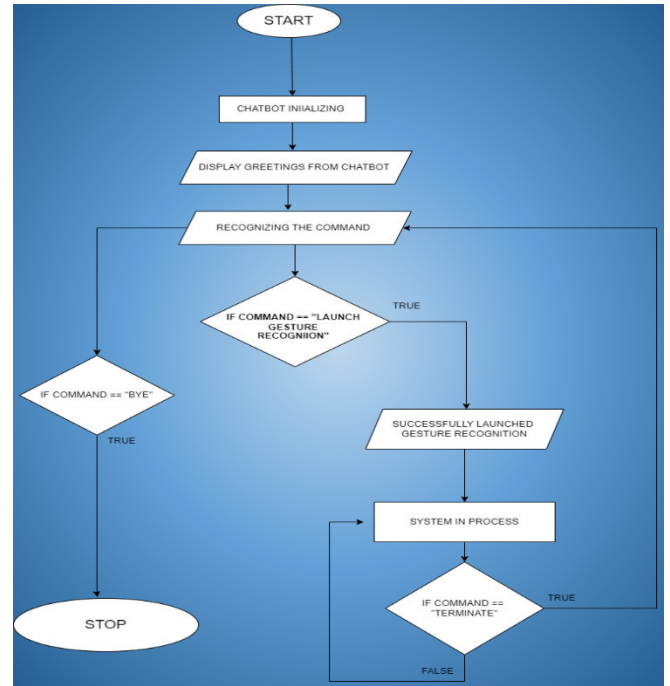 START
CHATBOT INIIALIZING
DISPLAY GREETINGS FROM CHATBOT
RECOGNIZING THE COMMAND
IF COMMAND == "LAUNCH
GESTURE
RECOGNIION"
TRUE
IF COMMAND == "BYE"
TRUE
SUCCESSFULLY LAUNCHED
GESTURE RECOGNITION
SYSTEM IN PROCESS
IF COMMAND ==
"TERMINATE"
TRUE
FALSE
STOP